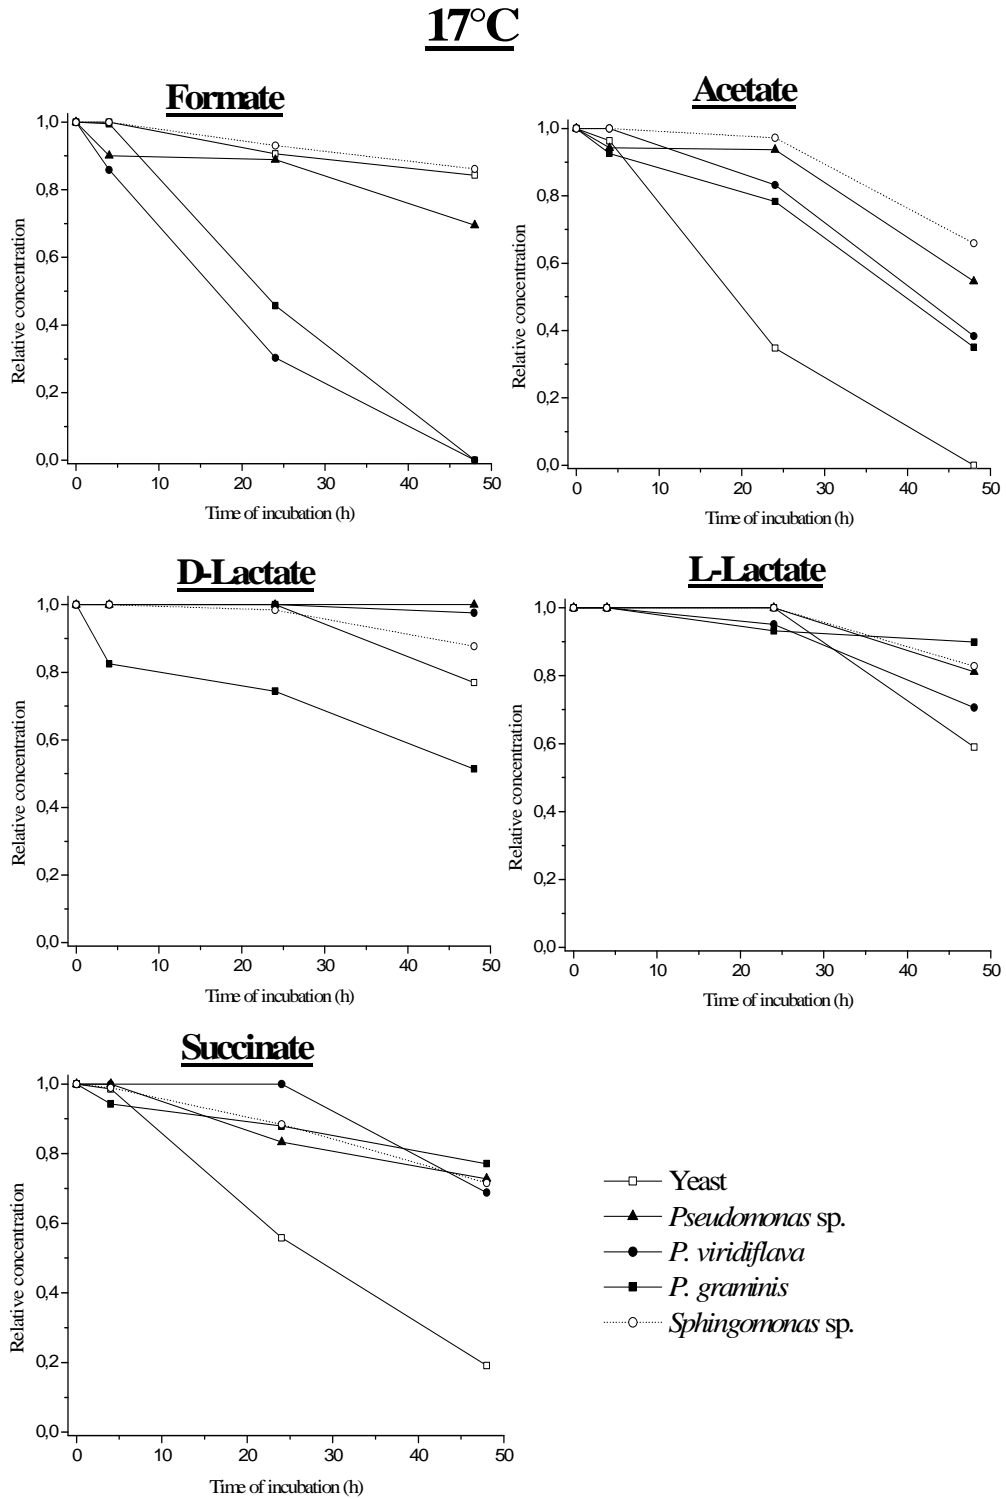 17°C
Formate
1,0
0,8
0,6
0,4
0,2
0,0
Relative concentration
0 10 20 30 40 50
Time of incubation (h)
Acetate
1,0
0,8
0,6
0,4
0,2
0,0
Relative concentration
0 10 20 30 40 50
Time of incubation (h)
D-Lactate
1,0
0,8
0,6
0,4
0,2
0,0
Relative concentration
0 10 20 30 40 50
Time of incubation (h)
L-Lactate
1,0
0,8
0,6
0,4
0,2
0,0
Relative concentration
0 10 20 30 40 50
Time of incubation (h)
Succinate
1,0
0,8
0,6
0,4
0,2
0,0
Relative concentration
0 10 20 30 40 50
Time of incubation (h)
Yeast
Pseudomonas sp.
P. viridiflava
P. graminis
Sphingomonas sp.